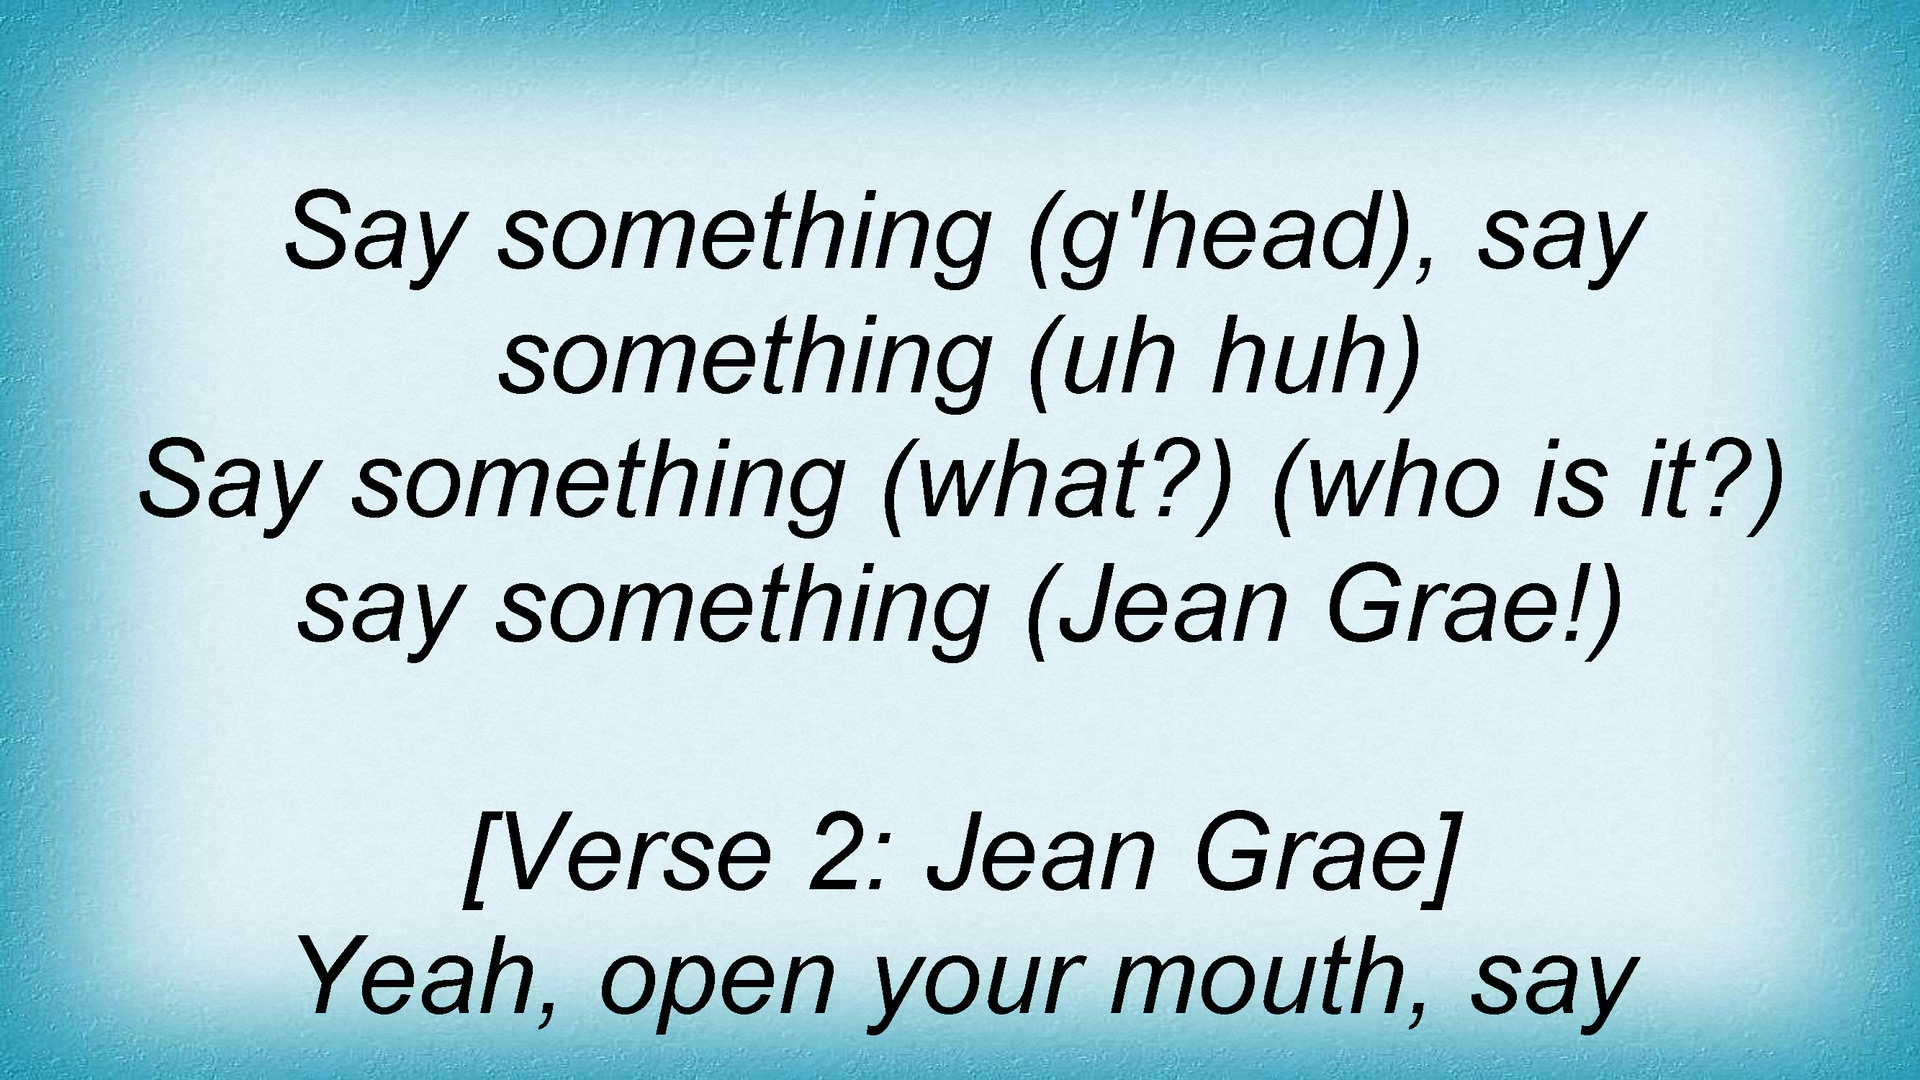 Say something (g'head), say
something (uh huh)
Say something (what?) (who is it?)
say something (Jean Grae!)
[Verse 2: Jean Grae]
Yeah, open your mouth, say